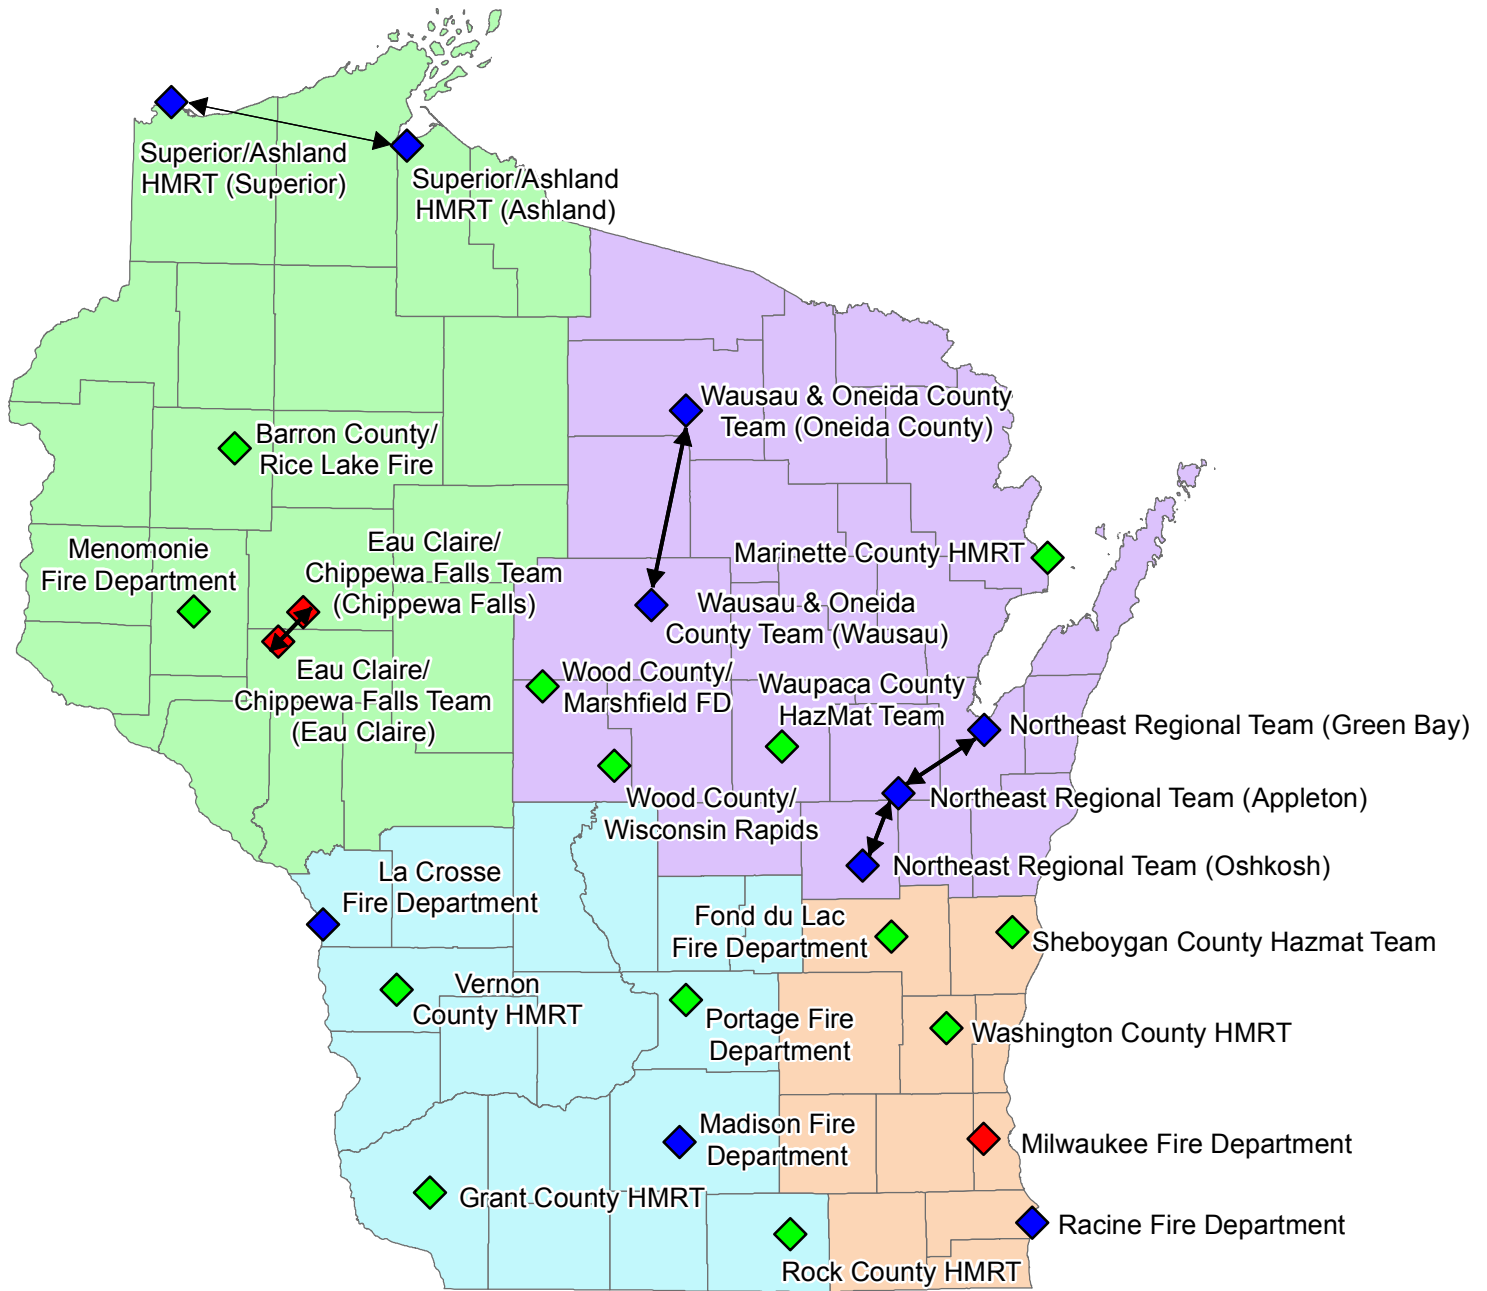 Superior/Ashland
HMRT (Superior)
Superior/Ashland
HMRT (Ashland)
Wausau & Oneida County
Team (Oneida County)
Barron County/
Rice Lake Fire
Eau Claire/
Chippewa Falls Team
(Chippewa Falls)
Menomonie
Fire Department
Marinette County HMRT
Wausau & Oneida
County Team (Wausau)
Eau Claire/
Chippewa Falls Team
(Eau Claire)
Wood County/
Marshfield FD
Waupaca County
HazMat Team
Northeast Regional Team (Green Bay)
Wood County/
Wisconsin Rapids
Northeast Regional Team (Appleton)
Northeast Regional Team (Oshkosh)
La Crosse
Fire Department
Fond du Lac
Fire Department
Sheboygan County Hazmat Team
Vernon
County HMRT
Portage Fire
Department
Washington County HMRT
Madison Fire
Department
Milwaukee Fire Department
Grant County HMRT
Racine Fire Department
Rock County HMRT